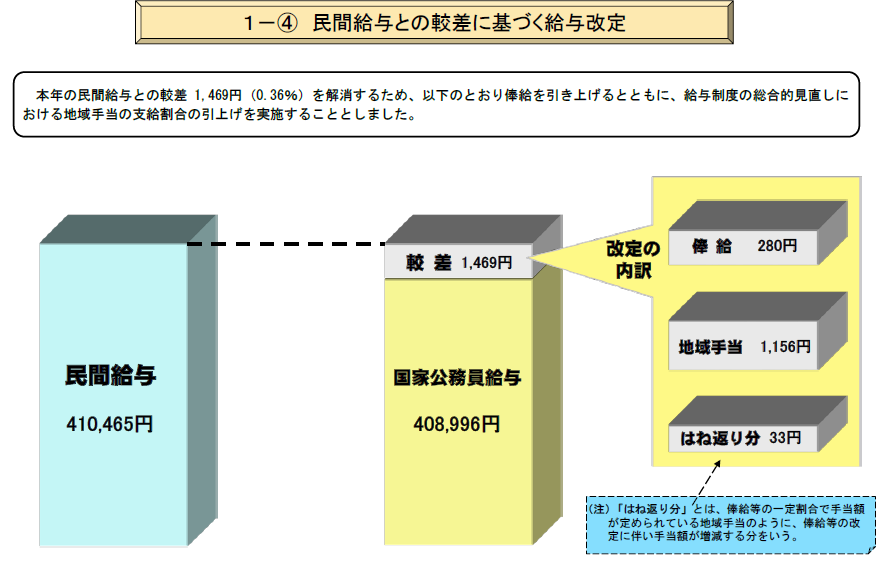 １－④　民間給与との較差に基づく給与改定
本年の民間給与との較差 1,469円（0.36%）を解消するため、以下のとおり俸給を引き上げるとともに、給与制度の総合的見直しに
おける地域手当の支給割合の引上げを実施することとしました。
民間給与
410,465円
較 差 1,469円
国家公務員給与
408,996円
改定の
内訳
俸 給 280円
地域手当 1,156円
はね返り分 33円
（注）「はね返り分」とは、俸給等の一定割合で手当額
が定められている地域手当のように、俸給等の改
定に伴い手当額が増減する分をいう。